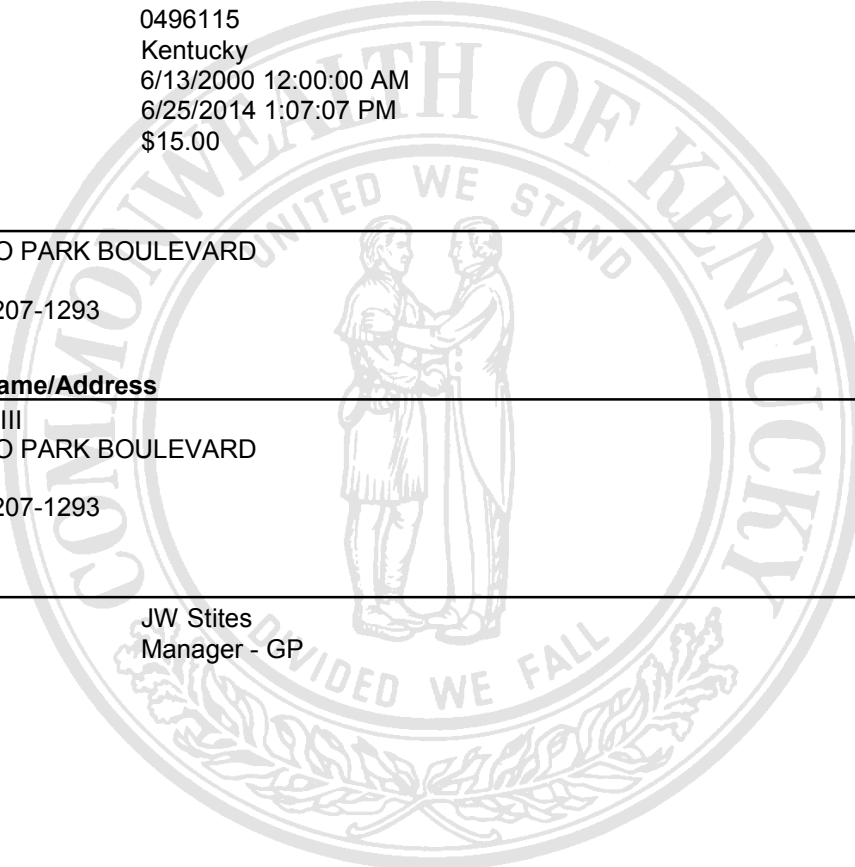 0496115
Kentucky
6/13/2000 12:00:00 AM
6/25/2014 1:07:07 PM
$15.00
COMMONWEALTH OF KENTUCKY
UNITED WE STAND
O PARK BOULEVARD
207-1293
ame/Address
III
O PARK BOULEVARD
207-1293
JW Stites
Manager - GP
DIVIDED WE FALL